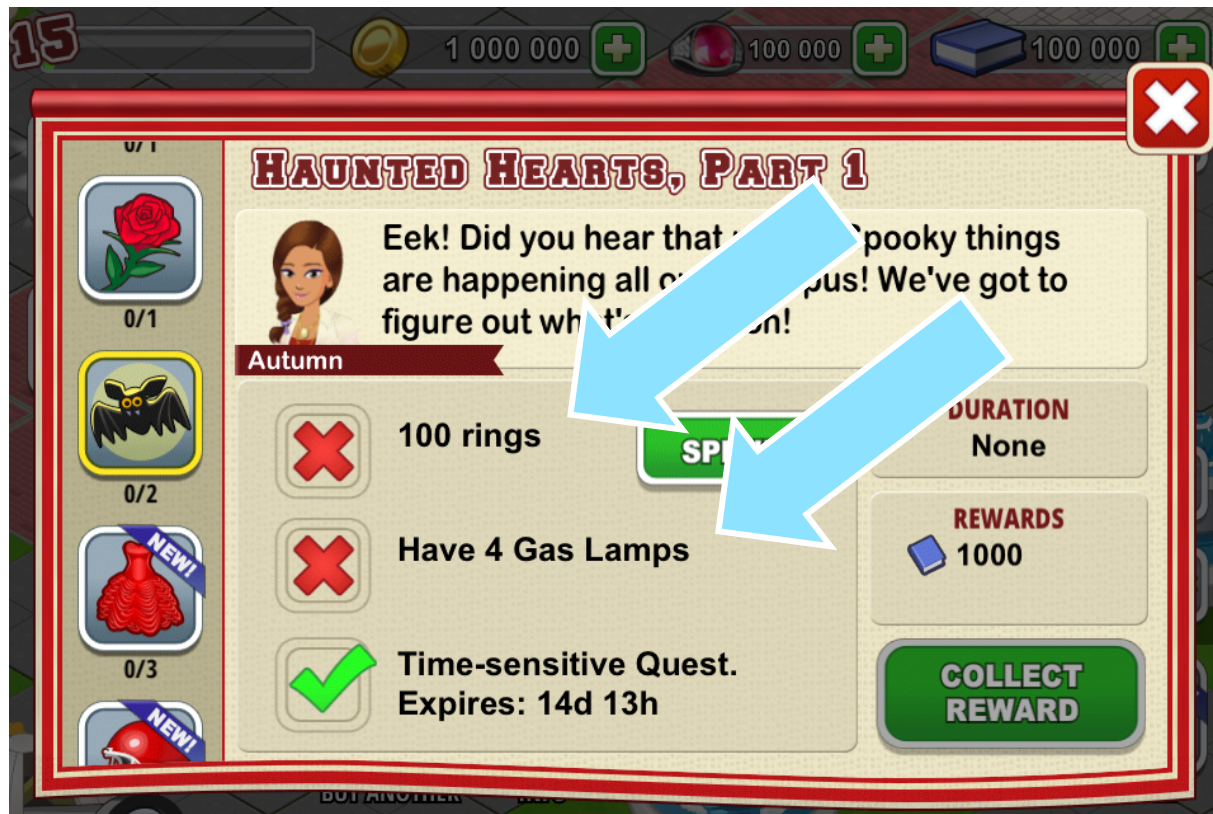 15
1 000 000
100 000
100 000
0/1
HAUNTED HEARTS, PART 1
Eek! Did you hear that Spooky things
are happening all We've got to
figure out what's
Autumn
0/1
0/2
NEW!
0/3
NEW!
100 rings
Have 4 Gas Lamps
Time-sensitive Quest.
Expires: 14d 13h
DURATION
None
REWARDS
1000
COLLECT
REWARD
BUY ANOTHER